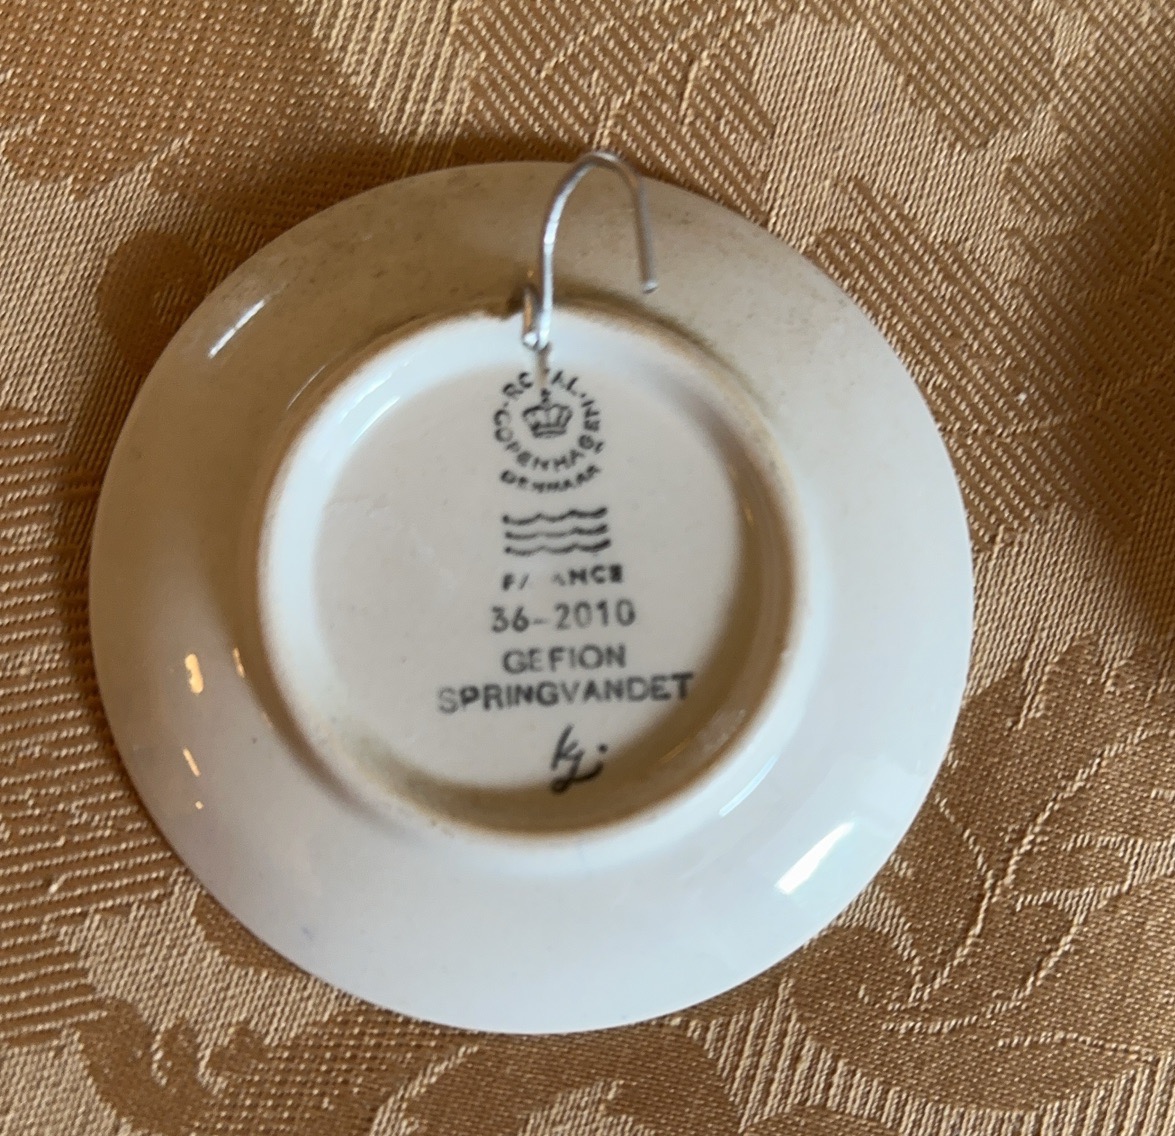 ROYAL
COPENHAGEN
DENMARK
FAJANCE
36-2010
GEFION
SPRINGVANDET